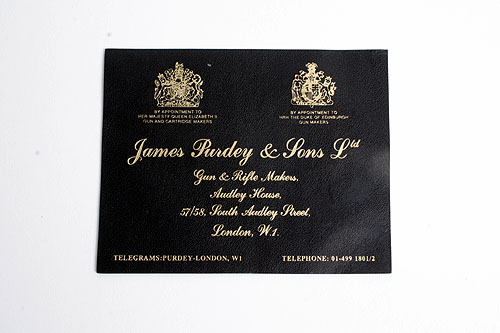 BY APPOINTMENT TO
HER MAJESTY QUEEN ELIZABETH II
GUN AND CARTRIDGE MAKERS
BY APPOINTMENT TO
HRH THE DUKE OF EDINBURGH
GUN MAKERS
James Purdey & Sons Ltd
Gun & Rifle Makers,
Audley House,
57/58, South Audley Street,
London, W.1.
TELEGRAMS:PURDEY-LONDON, W1
TELEPHONE: 01-499 1801/2